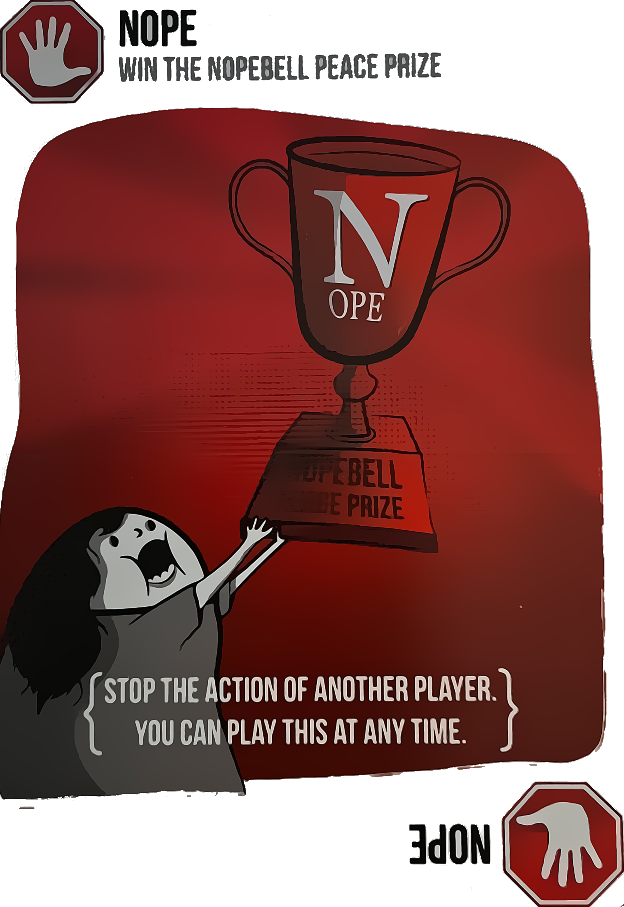 NOPE
WIN THE NOPEBELL PEACE PRIZE
N
OPE
NOPEBELL
PRIZE
STOP THE ACTION OF ANOTHER PLAYER.
YOU CAN PLAY THIS AT ANY TIME.
NOPE